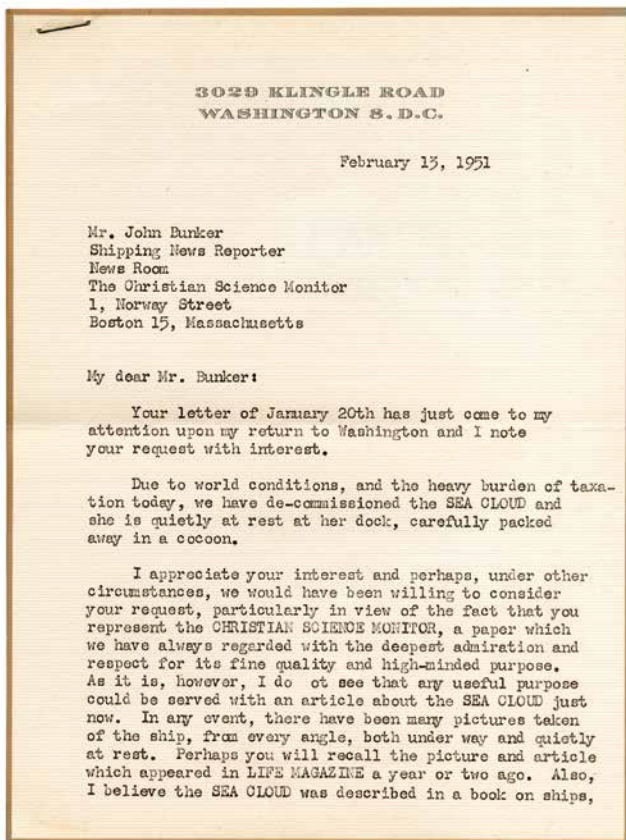 3029 KLINGLE ROAD
WASHINGTON 8. D.C.
February 13, 1951
Mr. John Bunker
Shipping News Reporter
News Room
The Christian Science Monitor
1, Norway Street
Boston 15, Massachusetts
My dear Mr. Bunker:
Your letter of January 20th has just come to my
attention upon my return to Washington and I note
your request with interest.
Due to world conditions, and the heavy burden of taxa-
tion today, we have de-commissioned the SEA CLOUD and
she is quietly at rest at her dock, carefully packed
away in a cocoon.
I appreciate your interest and perhaps, under other
circumstances, we would have been willing to consider
your request, particularly in view of the fact that you
represent the CHRISTIAN SCIENCE MONITOR, a paper which
we have always regarded with the deepest admiration and
respect for its fine quality and high-minded purpose.
As it is, however, I do  ot see that any useful purpose
could be served with an article about the SEA CLOUD just
now. In any event, there have been many pictures taken
of the ship, from every angle, both under way and quietly
at rest. Perhaps you will recall the picture and article
which appeared in LIFE MAGAZINE a year or two ago. Also,
I believe the SEA CLOUD was described in a book on ships,